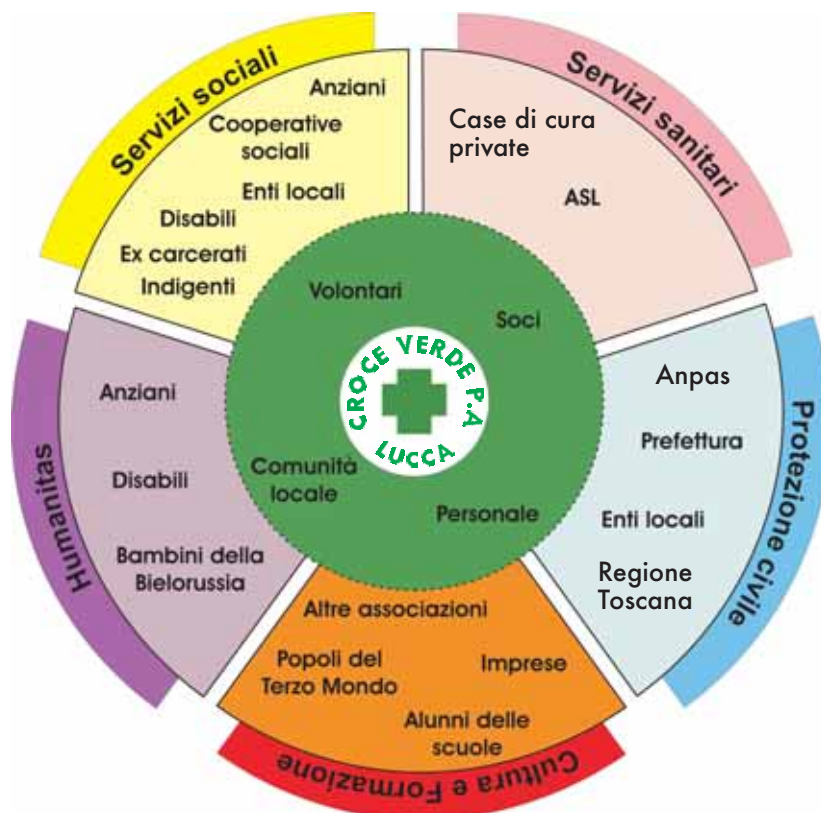 Servizi sociali
Anziani
Cooperative
sociali
Enti locali
Disabili
Ex carcerati
Indigenti
Servizi sanitari
Case di cura
private
ASL
Protezione civile
Anpas
Prefettura
Enti locali
Regione
Toscana
Cultura e Formazione
Altre associazioni
Popoli del
Terzo Mondo
Imprese
Alunni delle
scuole
Humanitas
Anziani
Disabili
Bambini della
Bielorussia
Volontari
Soci
CROCE VERDE P.A
LUCCA
Comunità
locale
Personale